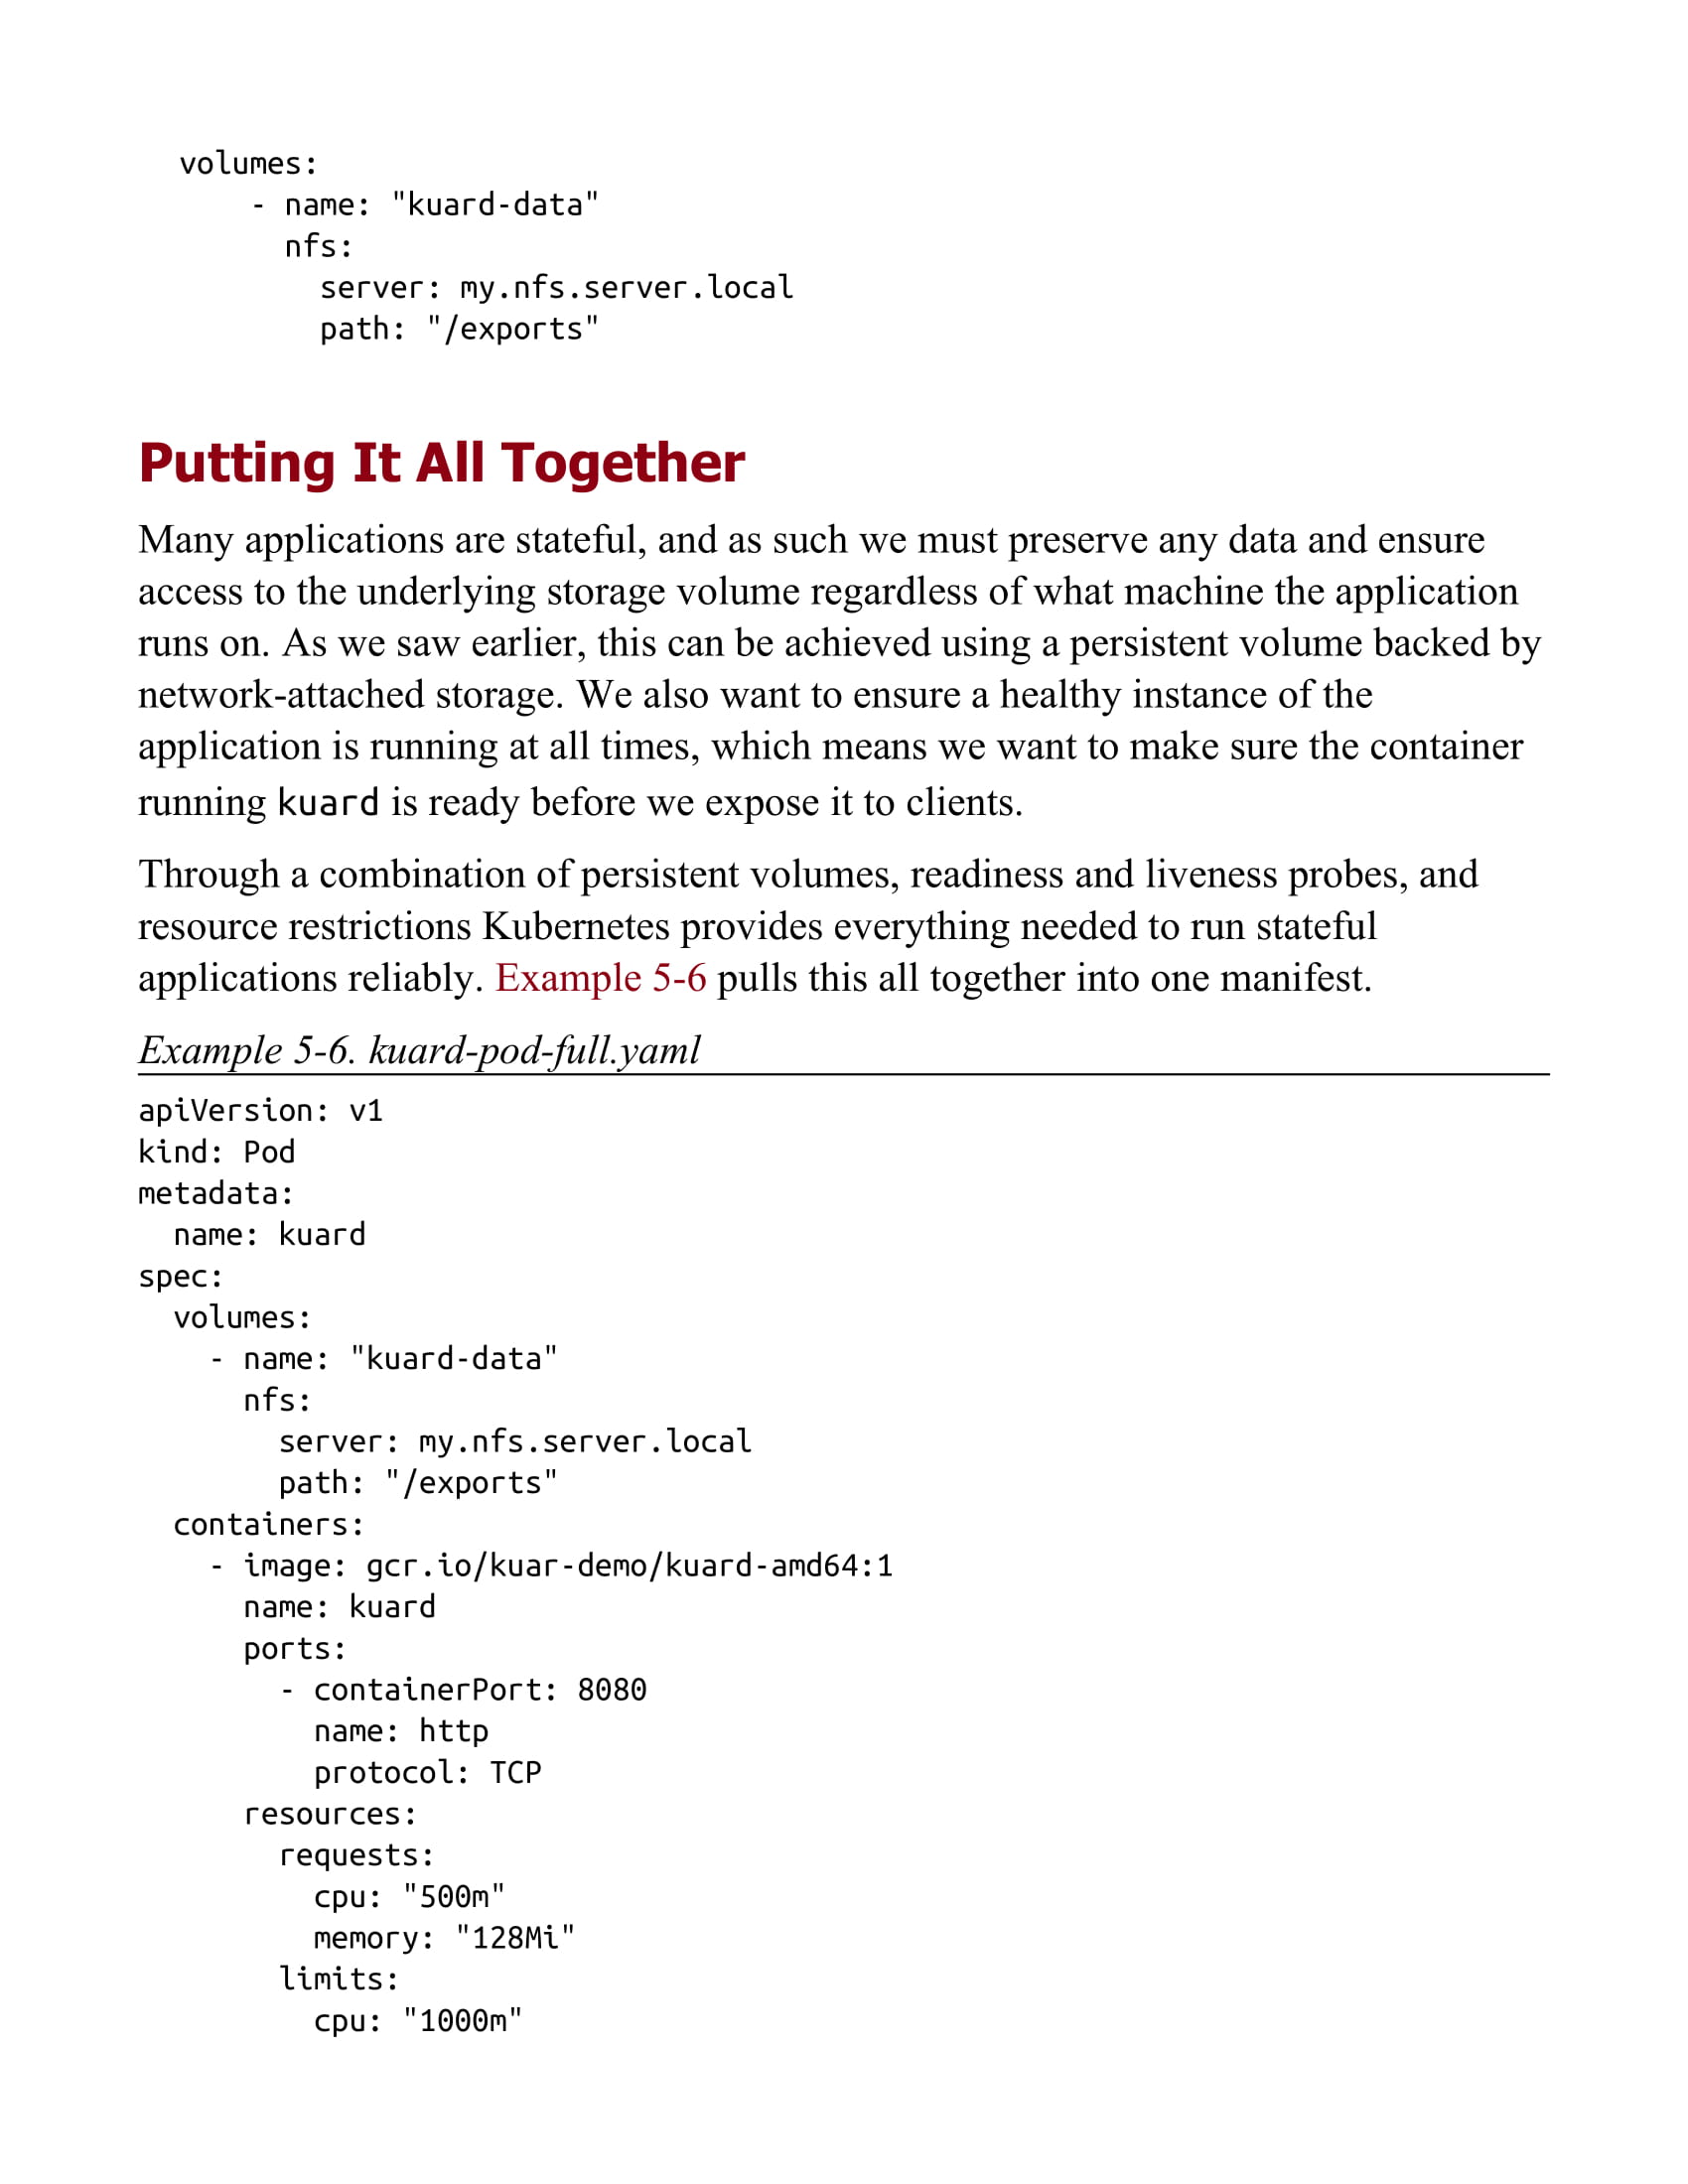 volumes:
    - name: "kuard-data"
      nfs:
        server: my.nfs.server.local
        path: "/exports"
Putting It All Together
Many applications are stateful, and as such we must preserve any data and ensure
access to the underlying storage volume regardless of what machine the application
runs on. As we saw earlier, this can be achieved using a persistent volume backed by
network-attached storage. We also want to ensure a healthy instance of the
application is running at all times, which means we want to make sure the container
running kuard is ready before we expose it to clients.
Through a combination of persistent volumes, readiness and liveness probes, and
resource restrictions Kubernetes provides everything needed to run stateful
applications reliably. Example 5-6 pulls this all together into one manifest.
Example 5-6. kuard-pod-full.yaml
apiVersion: v1
kind: Pod
metadata:
  name: kuard
spec:
  volumes:
    - name: "kuard-data"
      nfs:
        server: my.nfs.server.local
        path: "/exports"
  containers:
    - image: gcr.io/kuar-demo/kuard-amd64:1
      name: kuard
      ports:
        - containerPort: 8080
          name: http
          protocol: TCP
      resources:
        requests:
          cpu: "500m"
          memory: "128Mi"
        limits:
          cpu: "1000m"